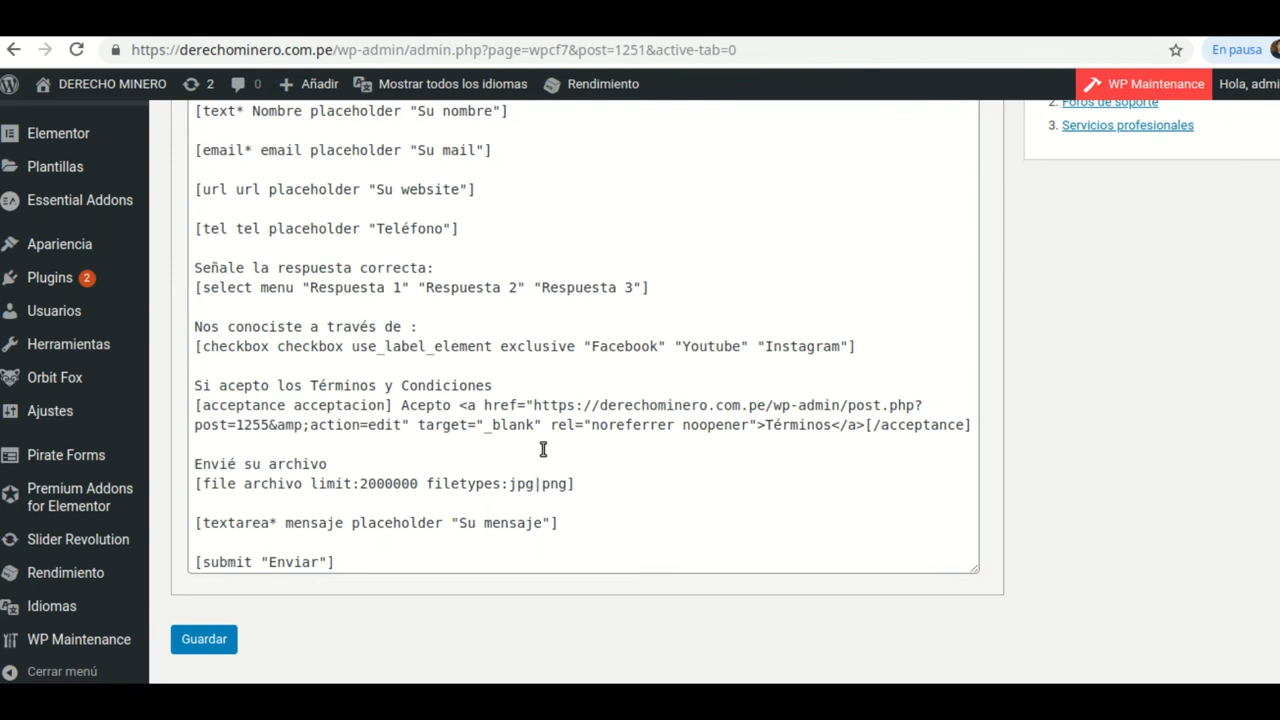 https://derechominero.com.pe/wp-admin/admin.php?page=wpcf7&post=1251&active-tab=0
En pausa
DERECHO MINERO
2
0
Añadir
Mostrar todos los idiomas
Rendimiento
WP Maintenance
Hola, admi
Elementor
Plantillas
Essential Addons
Apariencia
Plugins 2
Usuarios
Herramientas
Orbit Fox
Ajustes
Pirate Forms
Premium Addons
for Elementor
Slider Revolution
Rendimiento
Idiomas
WP Maintenance
Cerrar menú
[text* Nombre placeholder "Su nombre"]
[email* email placeholder "Su mail"]
[url url placeholder "Su website"]
[tel tel placeholder "Teléfono"]
Señale la respuesta correcta:
[select menu "Respuesta 1" "Respuesta 2" "Respuesta 3"]
Nos conociste a través de :
[checkbox checkbox use_label_element exclusive "Facebook" "Youtube" "Instagram"]
Si acepto los Términos y Condiciones
[acceptance acceptacion] Acepto <a href="https://derechominero.com.pe/wp-admin/post.php?
post=1255&amp;action=edit" target="_blank" rel="noreferrer noopener">Términos</a>[/acceptance]
Envié su archivo
[file archivo limit:2000000 filetypes:jpg|png]
[textarea* mensaje placeholder "Su mensaje"]
[submit "Enviar"]
Guardar
2. Foros de soporte
3. Servicios profesionales